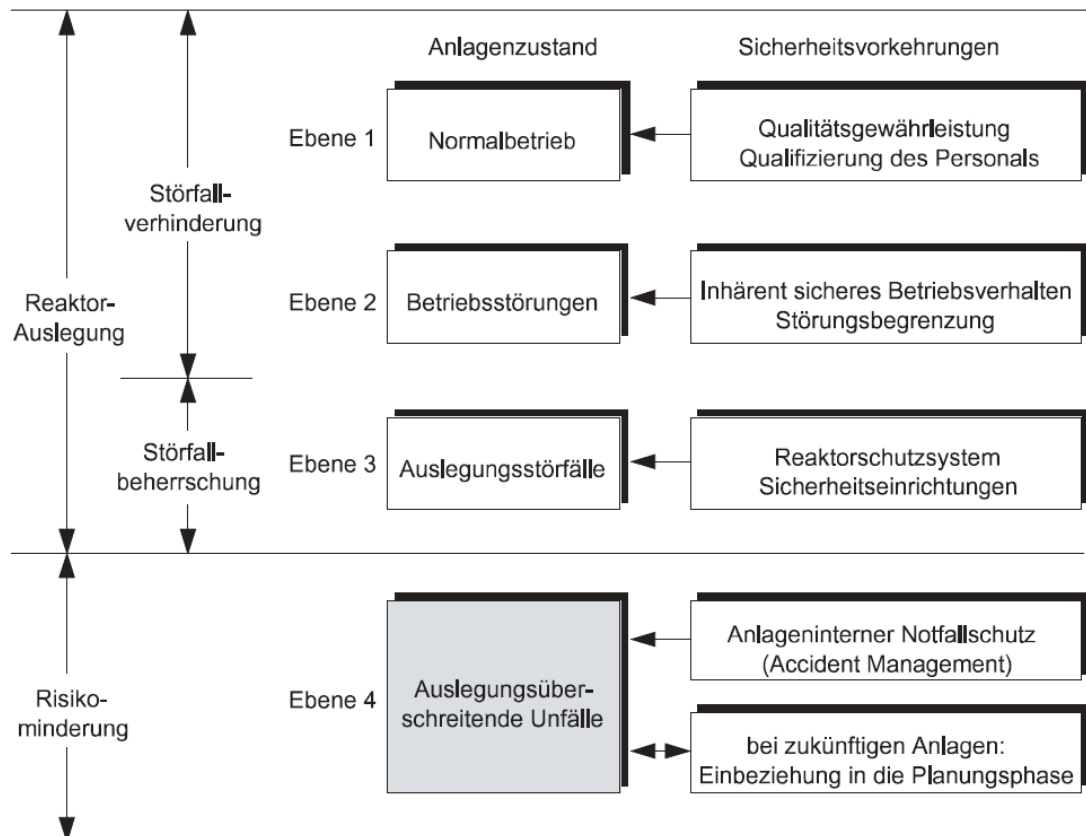 Anlagenzustand
Sicherheitsvorkehrungen
Ebene 1
Normalbetrieb
Qualitätsgewährleistung
Qualifizierung des Personals
Störfall-
verhinderung
Reaktor-
Auslegung
Ebene 2
Betriebsstörungen
Inhärent sicheres Betriebsverhalten
Störungsbegrenzung
Störfall-
beherrschung
Ebene 3
Auslegungsstörfälle
Reaktorschutzsystem
Sicherheitseinrichtungen
Risiko-
minderung
Ebene 4
Auslegungsüber-
schreitende Unfälle
Anlageninterner Notfallschutz
(Accident Management)
bei zukünftigen Anlagen:
Einbeziehung in die Planungsphase